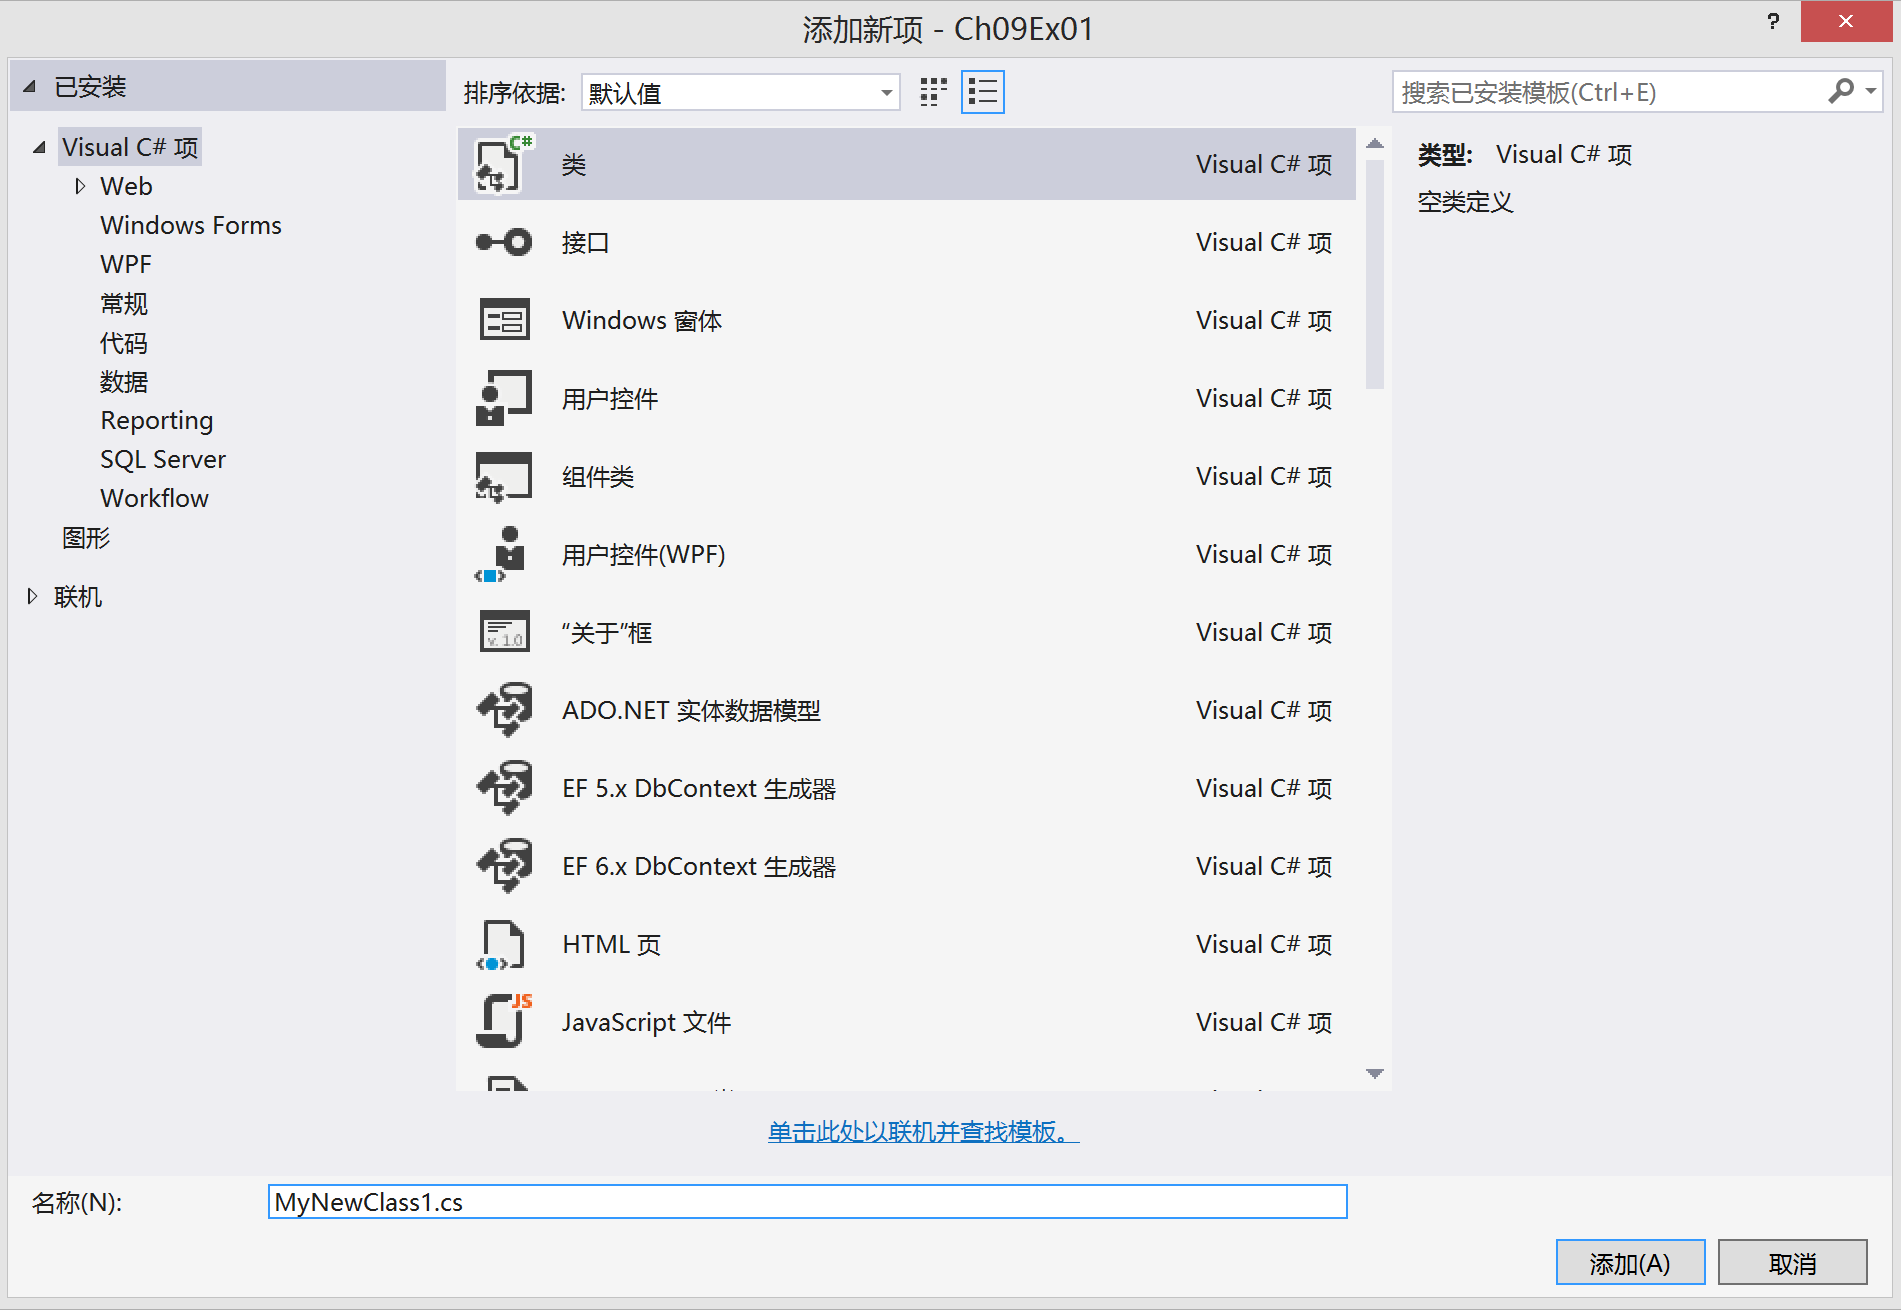 添加新项 - Ch09Ex01
?
已安装
排序依据: 默认值
搜索已安装模板(Ctrl+E)
Visual C# 项
Web
Windows Forms
WPF
常规
代码
数据
Reporting
SQL Server
Workflow
图形
联机
C#
类 Visual C# 项
接口 Visual C# 项
Windows 窗体 Visual C# 项
用户控件 Visual C# 项
组件类 Visual C# 项
用户控件(WPF) Visual C# 项
v. 1.0
“关于”框 Visual C# 项
ADO.NET 实体数据模型 Visual C# 项
EF 5.x DbContext 生成器 Visual C# 项
EF 6.x DbContext 生成器 Visual C# 项
HTML 页 Visual C# 项
JS
JavaScript 文件 Visual C# 项
类型: Visual C# 项
空类定义
单击此处以联机并查找模板。
名称(N): MyNewClass1.cs
添加(A) 取消